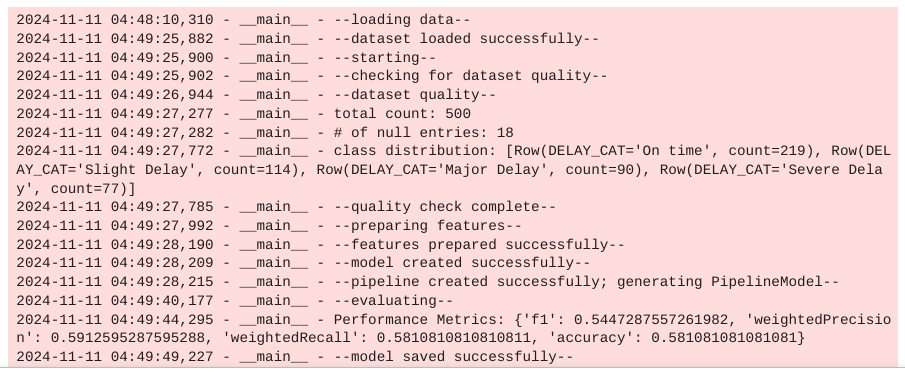 2024-11-11 04:48:10,310 - __main__ - --loading data--
2024-11-11 04:49:25,882 - __main__ - --dataset loaded successfully--
2024-11-11 04:49:25,900 - __main__ - --starting--
2024-11-11 04:49:25,902 - __main__ - --checking for dataset quality--
2024-11-11 04:49:26,944 - __main__ - --dataset quality--
2024-11-11 04:49:27,277 - __main__ - total count: 500
2024-11-11 04:49:27,282 - __main__ - # of null entries: 18
2024-11-11 04:49:27,772 - __main__ - class distribution: [Row(DELAY_CAT='On time', count=219), Row(DEL
AY_CAT='Slight Delay', count=114), Row(DELAY_CAT='Major Delay', count=90), Row(DELAY_CAT='Severe Dela
y', count=77)]
2024-11-11 04:49:27,785 - __main__ - --quality check complete--
2024-11-11 04:49:27,992 - __main__ - --preparing features--
2024-11-11 04:49:28,190 - __main__ - --features prepared successfully--
2024-11-11 04:49:28,209 - __main__ - --model created successfully--
2024-11-11 04:49:28,215 - __main__ - --pipeline created successfully; generating PipelineModel--
2024-11-11 04:49:40,177 - __main__ - --evaluating--
2024-11-11 04:49:44,295 - __main__ - Performance Metrics: {'f1': 0.5447287557261982, 'weightedPrecisio
n': 0.5912595287595288, 'weightedRecall': 0.5810810810810811, 'accuracy': 0.581081081081081}
2024-11-11 04:49:49,227 - __main__ - --model saved successfully--